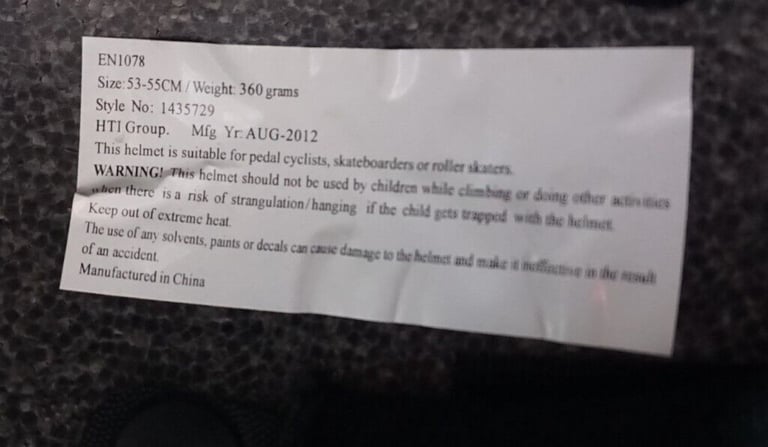 EN1078
Size:53-55CM / Weight: 360 grams
Style No: 1435729
HTI Group. Mfg Yr: AUG-2012
This helmet is suitable for pedal cyclists, skateboarders or roller skaters.
WARNING! This helmet should not be used by children while climbing or doing other activities
when there is a risk of strangulation/hanging if the child gets trapped with the helmet.
Keep out of extreme heat.
The use of any solvents, paints or decals can cause damage to the helmet and make it ineffective in the result
of an accident.
Manufactured in China